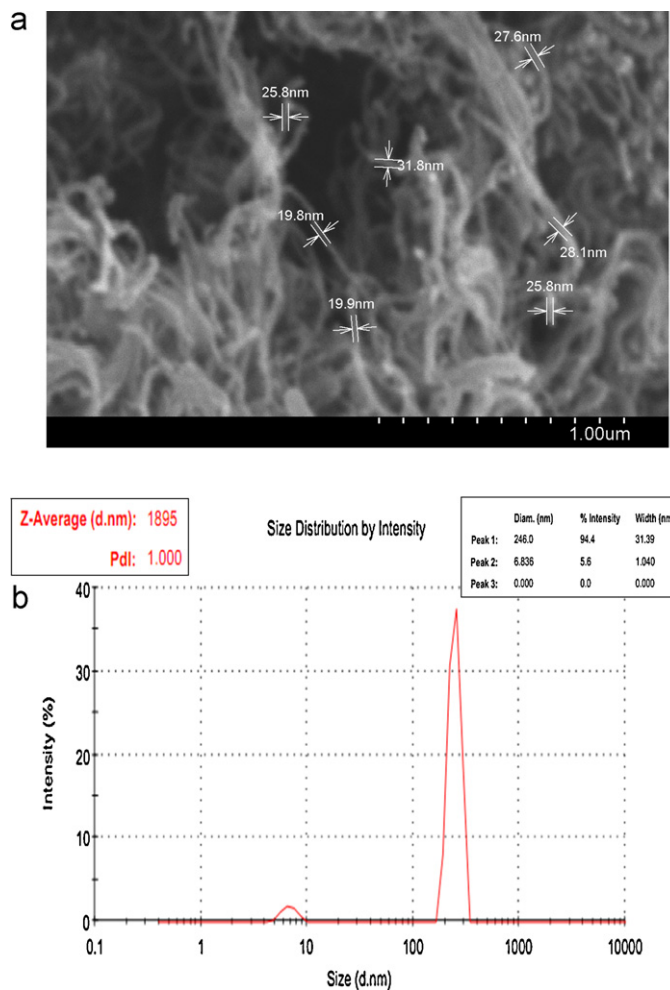 a
27.6nm
25.8nm
31.8nm
19.8nm
28.1nm
25.8nm
19.9nm
1.00um
Z-Average (d.nm): 1895
PdI: 1.000
Size Distribution by Intensity
Diam. (nm) % Intensity Width (nm
Peak 1: 246.0 94.4 31.39
Peak 2: 6.836 5.6 1.040
Peak 3: 0.000 0.0 0.000
b
40
30
20
10
0
Intensity (%)
0.1 1 10 100 1000 10000
Size (d.nm)